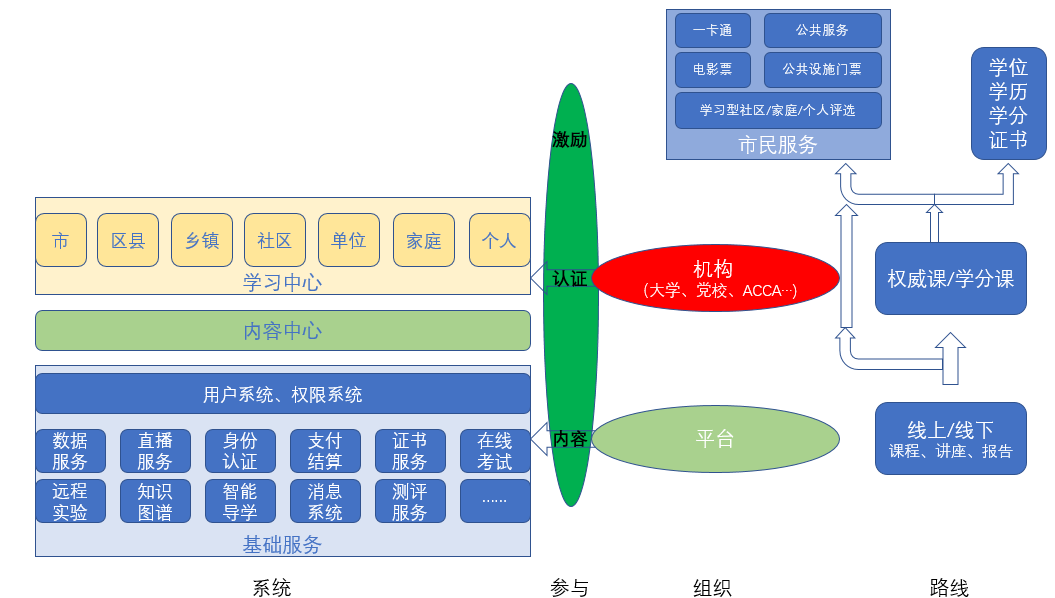 一卡通
公共服务
电影票
公共设施门票
学习型社区/家庭/个人评选
市民服务
学位
学历
学分
证书
激励
市
区县
乡镇
社区
单位
家庭
个人
学习中心
认证
机构
(大学、党校、ACCA…)
权威课/学分课
内容中心
用户系统、权限系统
数据
服务
直播
服务
身份
认证
支付
结算
证书
服务
在线
考试
远程
实验
知识
图谱
智能
导学
消息
系统
测评
服务
……
基础服务
内容
平台
线上/线下
课程、讲座、报告
系统
参与
组织
路线